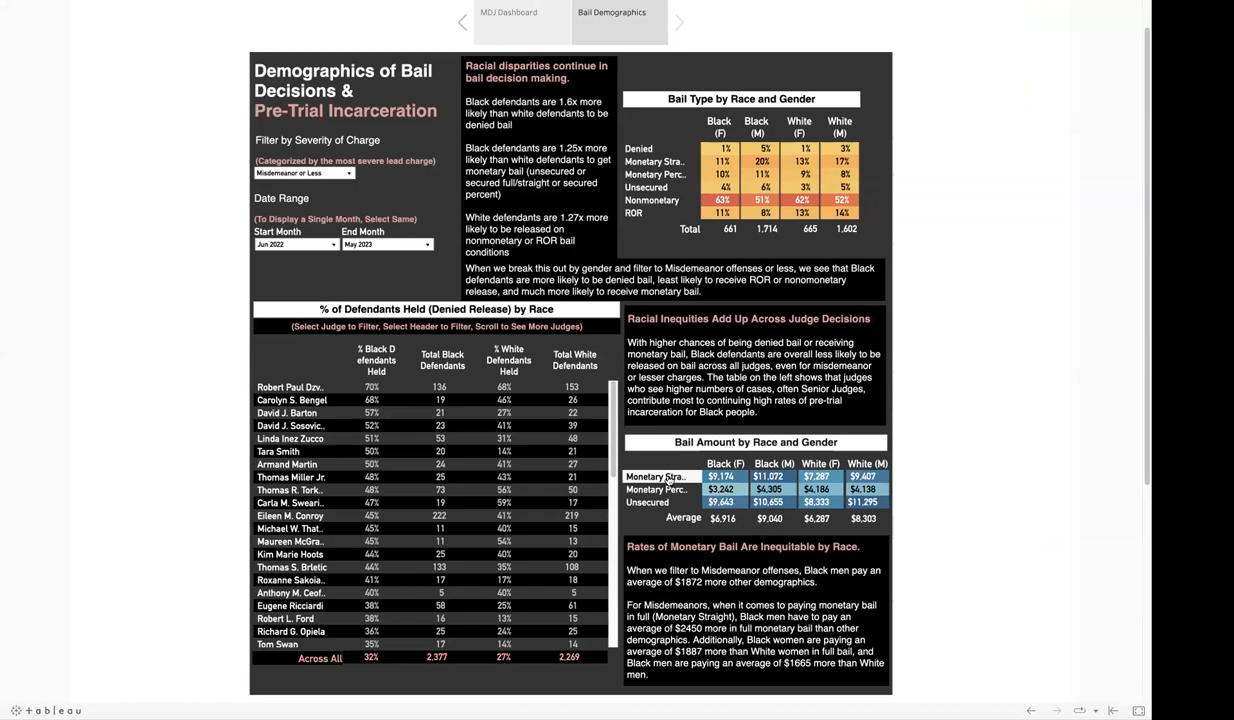 MDJ Dashboard
Bail Demographics
Demographics of Bail
Decisions &
Pre-Trial Incarceration
Filter by Severity of Charge
(Categorized by the most severe lead charge)
Misdemeanor or Less
Date Range
(To Display a Single Month, Select Same)
Start Month End Month
Jun 2022 May 2023
Racial disparities continue in
bail decision making.
Black defendants are 1.6x more
likely than white defendants to be
denied bail
Black defendants are 1.25x more
likely than white defendants to get
monetary bail (unsecured or
secured full/straight or secured
percent)
White defendants are 1.27x more
likely to be released on
nonmonetary or ROR bail
conditions
When we break this out by gender and filter to Misdemeanor offenses or less, we see that Black
defendants are more likely to be denied bail, least likely to receive ROR or nonomonetary
release, and much more likely to receive monetary bail.
Bail Type by Race and Gender
Black (F) Black (M) White (F) White (M)
Denied 1% 5% 1% 3%
Monetary Stra.. 11% 20% 13% 17%
Monetary Perc.. 10% 11% 9% 8%
Unsecured 4% 6% 3% 5%
Nonmonetary 63% 51% 62% 52%
ROR 11% 8% 13% 14%
Total 661 1,714 665 1,602
% of Defendants Held (Denied Release) by Race
(Select Judge to Filter, Select Header to Filter, Scroll to See More Judges)
% Black D
efendants
Held
Total Black
Defendants
% White
Defendants
Held
Total White
Defendants
Robert Paul Dzv.. 70% 136 68% 153
Carolyn S. Bengel 68% 19 46% 26
David J. Barton 57% 21 27% 22
David J. Sosovic.. 52% 23 41% 39
Linda Inez Zucco 51% 53 31% 48
Tara Smith 50% 20 14% 21
Armand Martin 50% 24 41% 27
Thomas Miller Jr. 48% 25 43% 21
Thomas R. Tork.. 48% 73 56% 50
Carla M. Sweari.. 47% 19 59% 17
Eileen M. Conroy 45% 222 41% 219
Michael W. That.. 45% 11 40% 15
Maureen McGra.. 45% 11 54% 13
Kim Marie Hoots 44% 25 40% 20
Thomas S. Brletic 44% 133 35% 108
Roxanne Sakoia.. 41% 17 17% 18
Anthony M. Ceof.. 40% 5 40% 5
Eugene Ricciardi 38% 58 25% 61
Robert L. Ford 38% 16 13% 15
Richard G. Opiela 36% 25 24% 25
Tom Swan 35% 17 14% 14
Across All 32% 2,377 27% 2,269
Racial Inequities Add Up Across Judge Decisions
With higher chances of being denied bail or receiving
monetary bail, Black defendants are overall less likely to be
released on bail across all judges, even for misdemeanor
or lesser charges. The table on the left shows that judges
who see higher numbers of cases, often Senior Judges,
contribute most to continuing high rates of pre-trial
incarceration for Black people.
Bail Amount by Race and Gender
Black (F) Black (M) White (F) White (M)
Monetary Stra.. $9,174 $11,072 $7,287 $9,407
Monetary Perc.. $3,242 $4,305 $4,186 $4,138
Unsecured $9,643 $10,655 $8,333 $11,295
Average $6,916 $9,040 $6,287 $8,303
Rates of Monetary Bail Are Inequitable by Race.
When we filter to Misdemeanor offenses, Black men pay an
average of $1872 more other demographics.
For Misdemeanors, when it comes to paying monetary bail
in full (Monetary Straight), Black men have to pay an
average of $2450 more in full monetary bail than other
demographics. Additionally, Black women are paying an
average of $1887 more than White women in full bail, and
Black men are paying an average of $1665 more than White
men.
+ a b l e a u